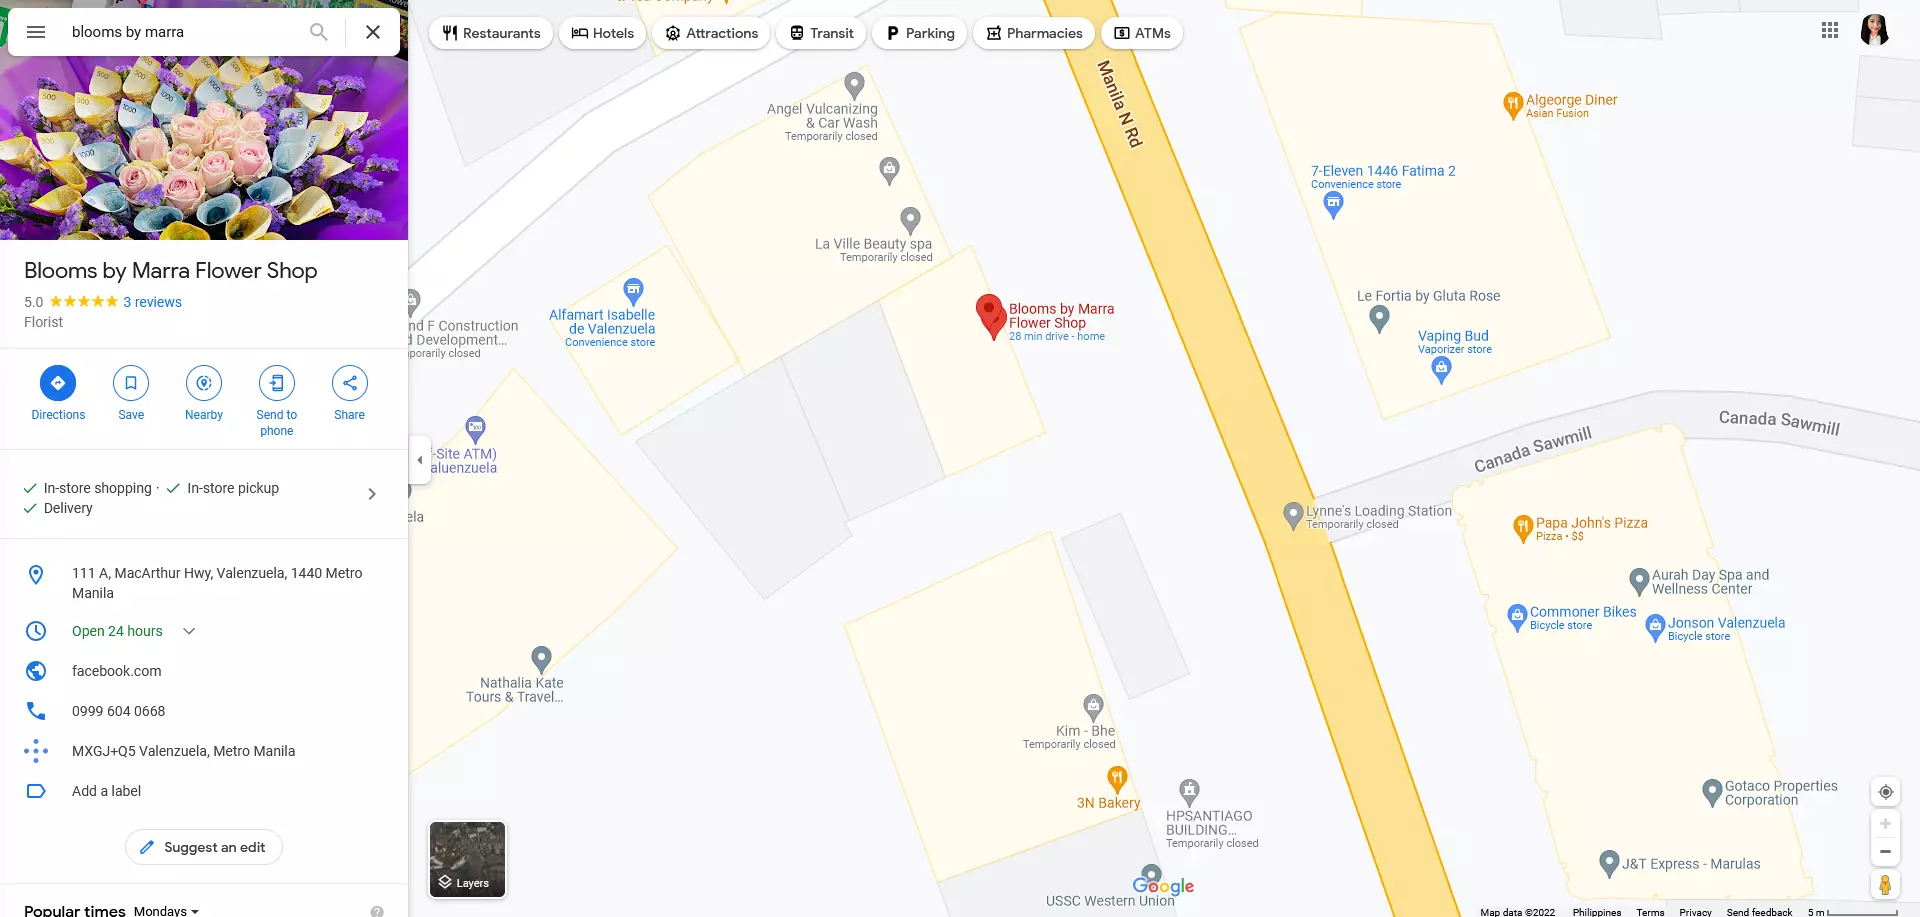 blooms by marra
Restaurants
Hotels
Attractions
Transit
Parking
Pharmacies
ATMs
Blooms by Marra Flower Shop
5.0
3 reviews
Florist
Directions
Save
Nearby
Send to
phone
Share
In-store shopping ·
In-store pickup
Delivery
111 A, MacArthur Hwy, Valenzuela, 1440 Metro
Manila
Open 24 hours
facebook.com
0999 604 0668
MXGJ+Q5 Valenzuela, Metro Manila
Add a label
Suggest an edit
Popular times Mondays
Manila N Rd
Angel Vulcanizing
& Car Wash
Temporarily closed
La Ville Beauty spa
Temporarily closed
Alfamart Isabelle
de Valenzuela
Convenience store
nd F Construction
d Development...
porarily closed
Blooms by Marra
Flower Shop
28 min drive - home
Algeorge Diner
Asian Fusion
7-Eleven 1446 Fatima 2
Convenience store
Le Fortia by Gluta Rose
Vaping Bud
Vaporizer store
Canada Sawmill
Canada Sawmill
-Site ATM)
aluenzuela
ela
Lynne's Loading Station
Temporarily closed
Papa John's Pizza
Pizza • $$
Aurah Day Spa and
Wellness Center
Commoner Bikes
Bicycle store
Jonson Valenzuela
Bicycle store
Nathalia Kate
Tours & Travel...
Kim - Bhe
Temporarily closed
3N Bakery
HPSANTIAGO
BUILDING...
Temporarily closed
Gotaco Properties
Corporation
J&T Express - Marulas
USSC Western Union
Google
Layers
Map data ©2022
Philippines
Terms
Privacy
Send feedback
5 m